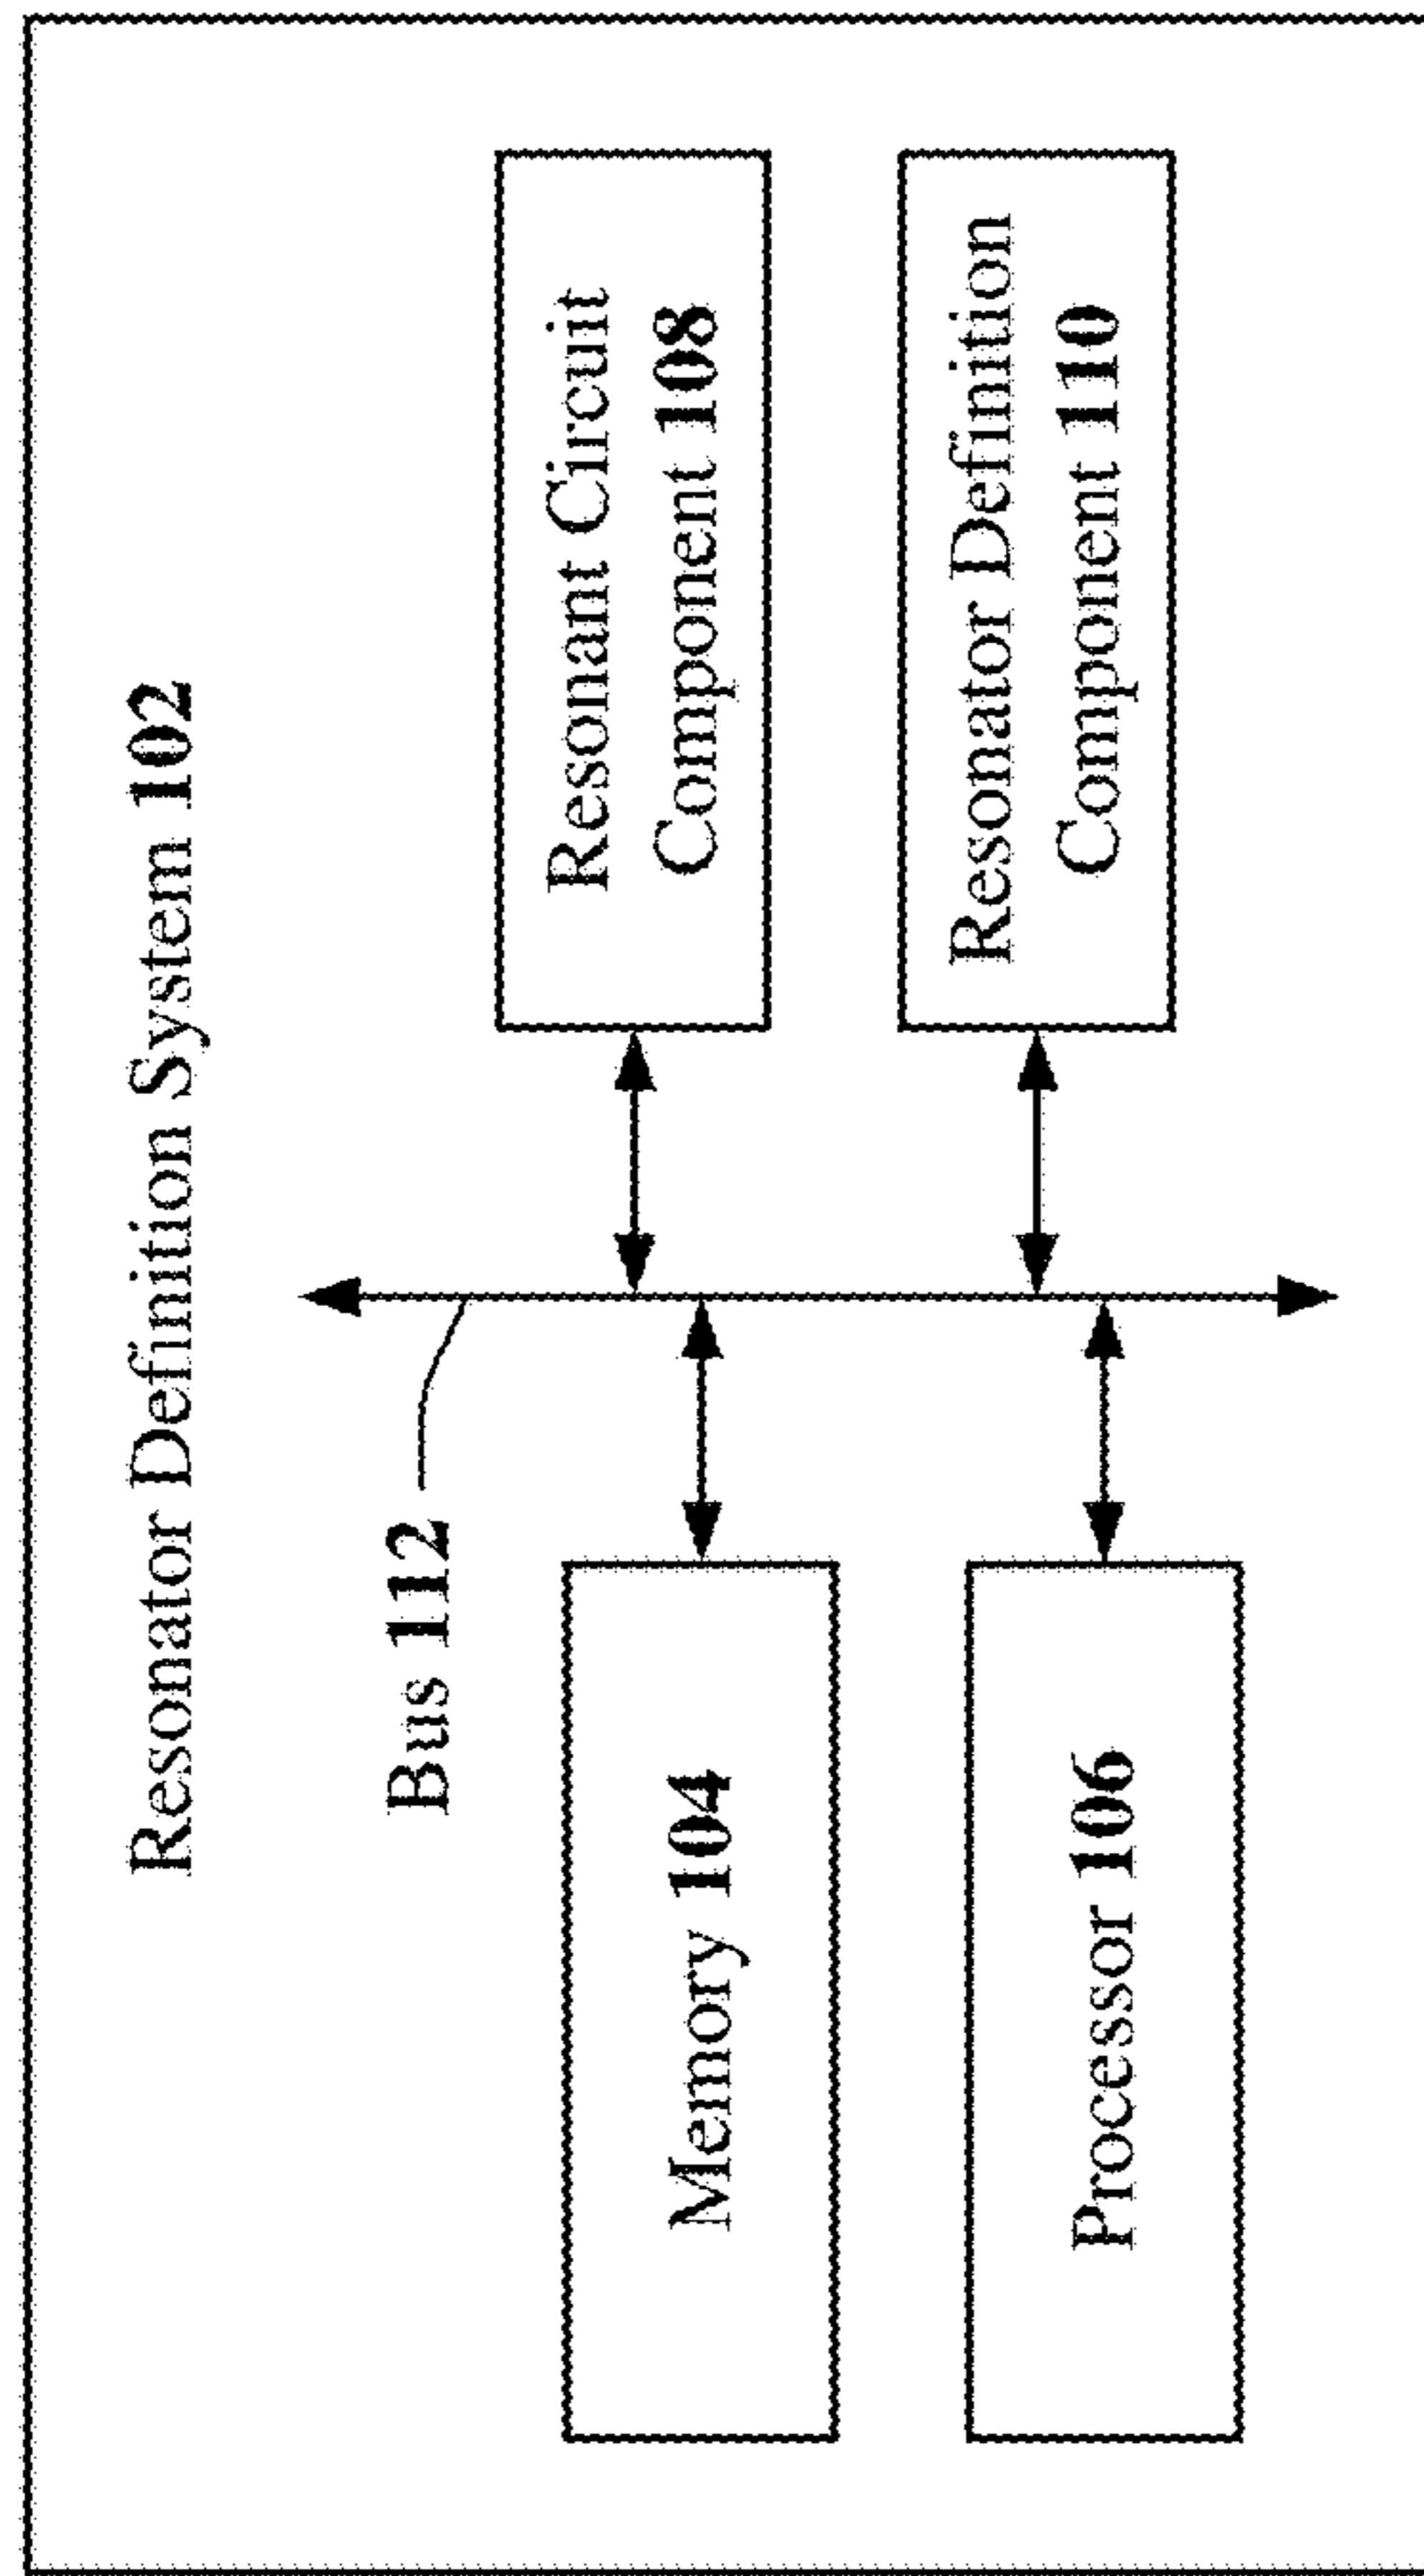 Resonator Definition System 102
Bus 112
Memory 104
Resonant Circuit
Component 108
Processor 106
Resonator Definition
Component 110